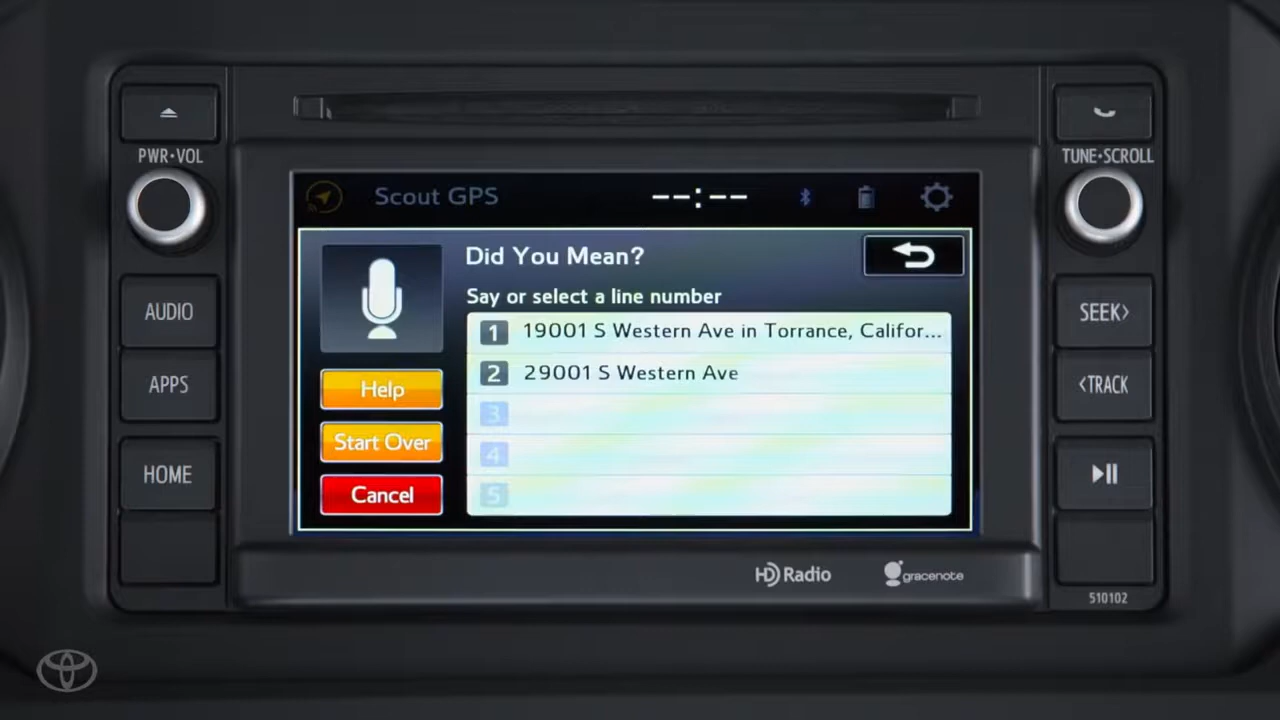 PWR•VOL
TUNE•SCROLL
Scout GPS
--:--
Did You Mean?
Say or select a line number
1 19001 S Western Ave in Torrance, Califor...
2 29001 S Western Ave
3
4
5
Help
Start Over
Cancel
AUDIO
APPS
HOME
SEEK>
<TRACK
HD Radio
gracenote
510102